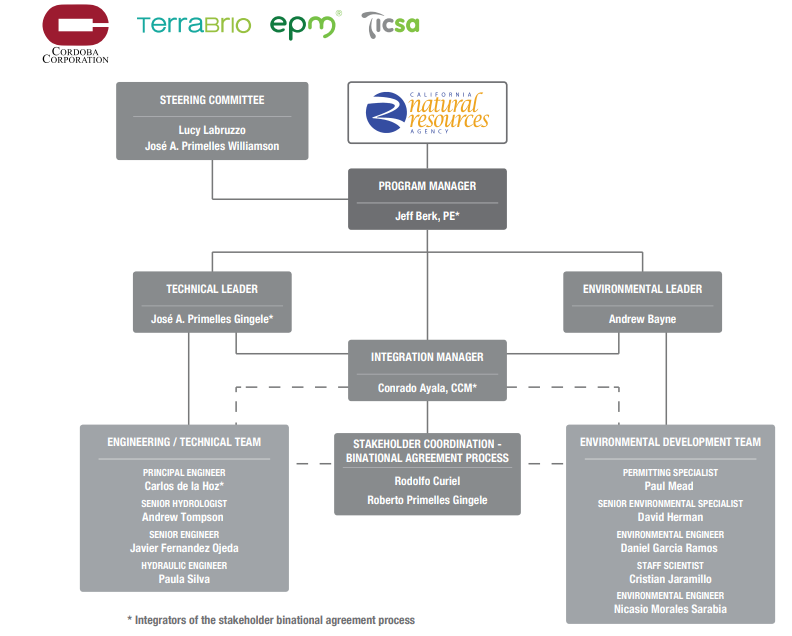 CORDOBA
CORPORATION
TERRABRIO
epm®
Ticsa
STEERING COMMITTEE
Lucy Labruzzo
José A. Primelles Williamson
CALIFORNIA
natural
resources
AGENCY
PROGRAM MANAGER
Jeff Berk, PE*
TECHNICAL LEADER
José A. Primelles Gingele*
ENVIRONMENTAL LEADER
Andrew Bayne
INTEGRATION MANAGER
Conrado Ayala, CCM*
ENGINEERING / TECHNICAL TEAM
PRINCIPAL ENGINEER
Carlos de la Hoz*
SENIOR HYDROLOGIST
Andrew Tompson
SENIOR ENGINEER
Javier Fernandez Ojeda
HYDRAULIC ENGINEER
Paula Silva
STAKEHOLDER COORDINATION -
BINATIONAL AGREEMENT PROCESS
Rodolfo Curiel
Roberto Primelles Gingele
ENVIRONMENTAL DEVELOPMENT TEAM
PERMITTING SPECIALIST
Paul Mead
SENIOR ENVIRONMENTAL SPECIALIST
David Herman
ENVIRONMENTAL ENGINEER
Daniel Garcia Ramos
STAFF SCIENTIST
Cristian Jaramillo
ENVIRONMENTAL ENGINEER
Nicasio Morales Sarabia
* Integrators of the stakeholder binational agreement process